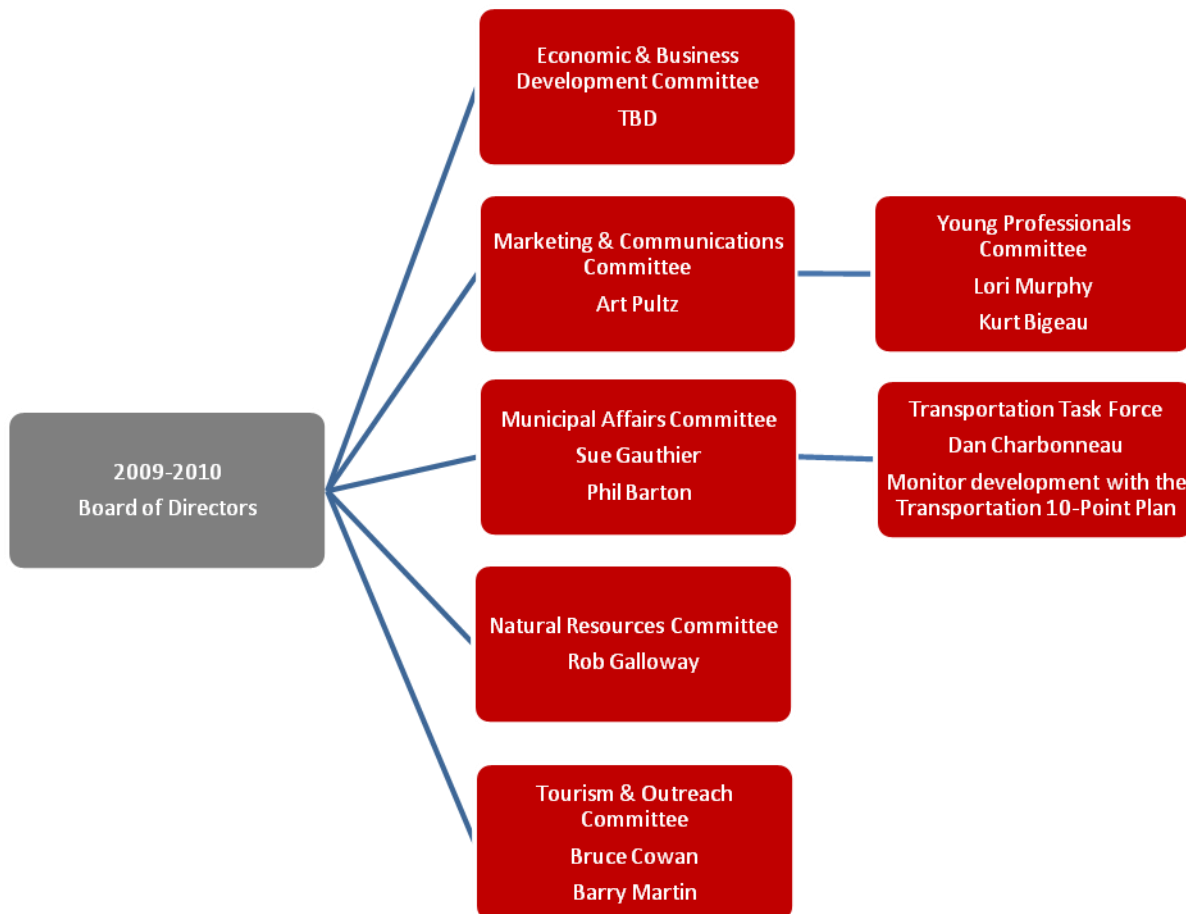 Economic & Business
Development Committee
TBD
Marketing & Communications
Committee
Art Pultz
Young Professionals
Committee
Lori Murphy
Kurt Bigeau
2009-2010
Board of Directors
Municipal Affairs Committee
Sue Gauthier
Phil Barton
Transportation Task Force
Dan Charbonneau
Monitor development with the
Transportation 10-Point Plan
Natural Resources Committee
Rob Galloway
Tourism & Outreach
Committee
Bruce Cowan
Barry Martin